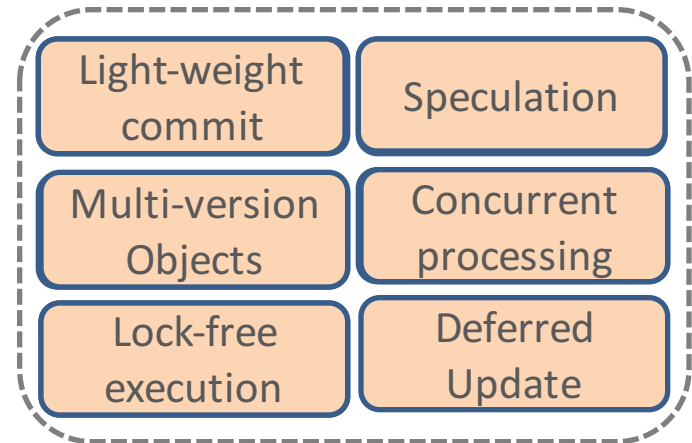 Light-weight
commit
Speculation
Multi-version
Objects
Concurrent
processing
Lock-free
execution
Deferred
Update